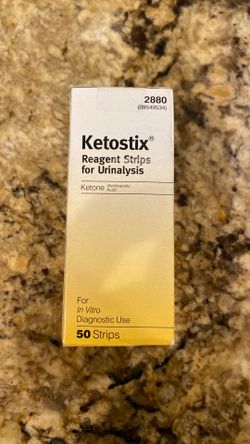 2880
(08549534)
Ketostix®
Reagent Strips
for Urinalysis
Ketone (Acetoacetic
Acid)
For
In Vitro
Diagnostic Use
50 Strips